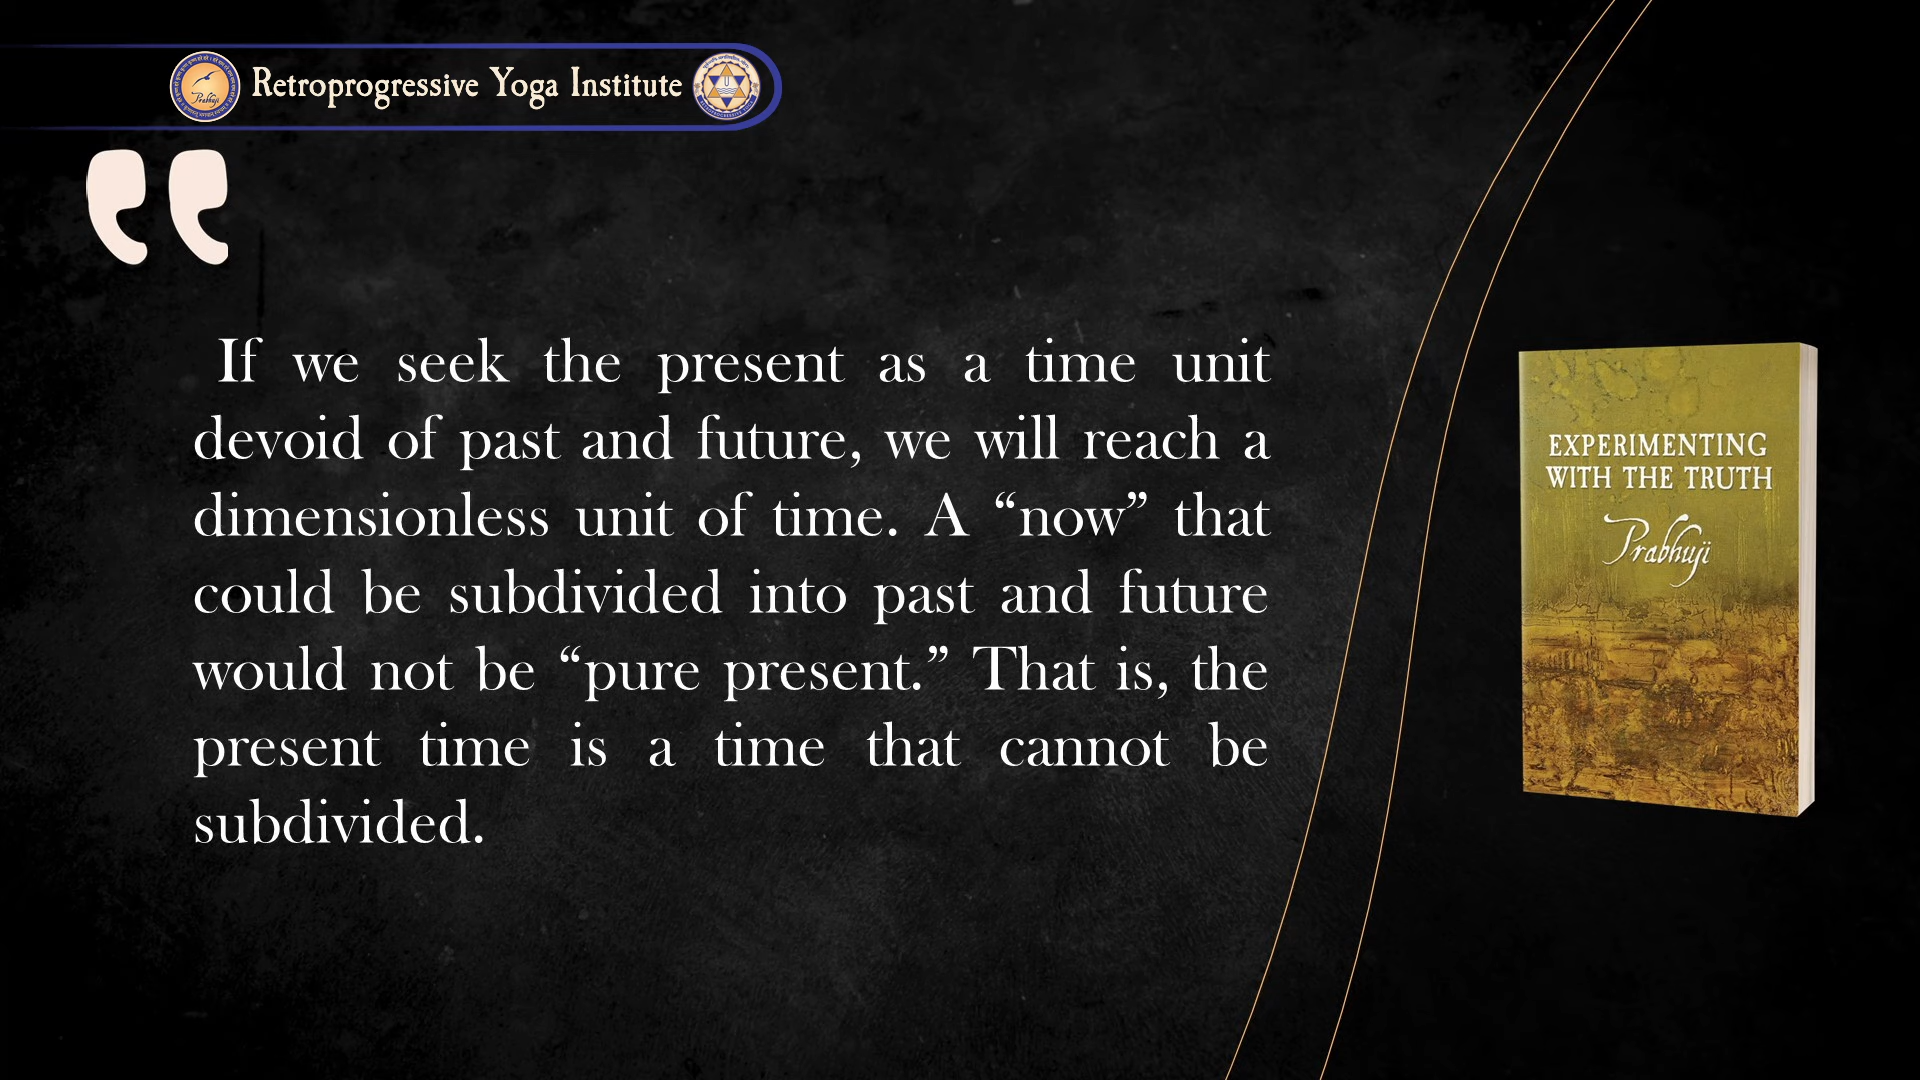 Retroprogressive Yoga Institute
If we seek the present as a time unit
devoid of past and future, we will reach a
dimensionless unit of time. A “now” that
could be subdivided into past and future
would not be “pure present.” That is, the
present time is a time that cannot be
subdivided.
EXPERIMENTING
WITH THE TRUTH
Prabhuji